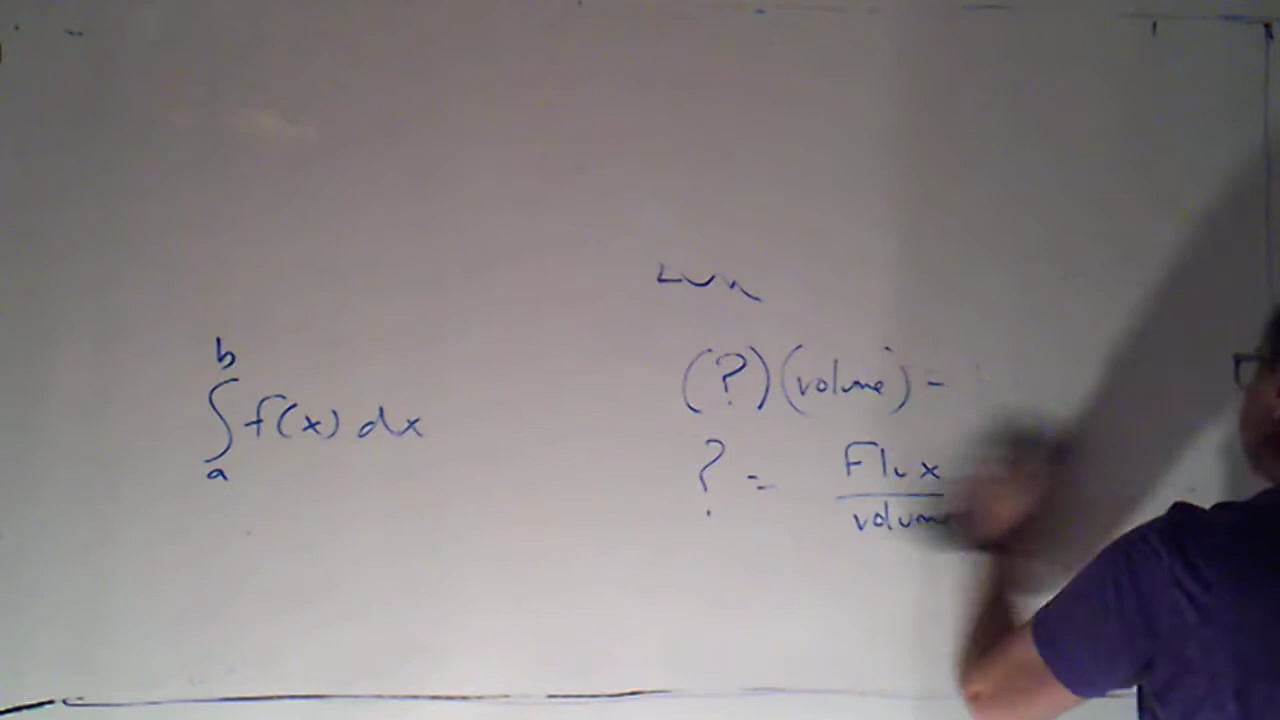 b
∫ f(x) dx
a
(?)(volume) =
? = Flux
volume